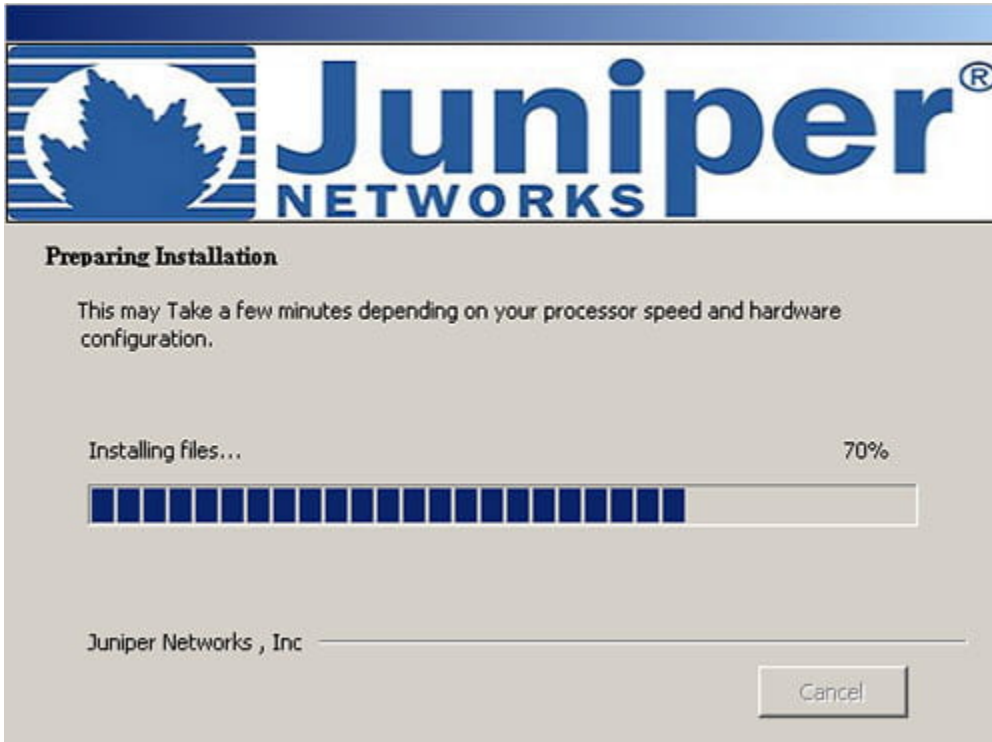 Juniper®
NETWORKS
Preparing Installation
This may Take a few minutes depending on your processor speed and hardware
configuration.
Installing files... 70%
Juniper Networks , Inc
Cancel